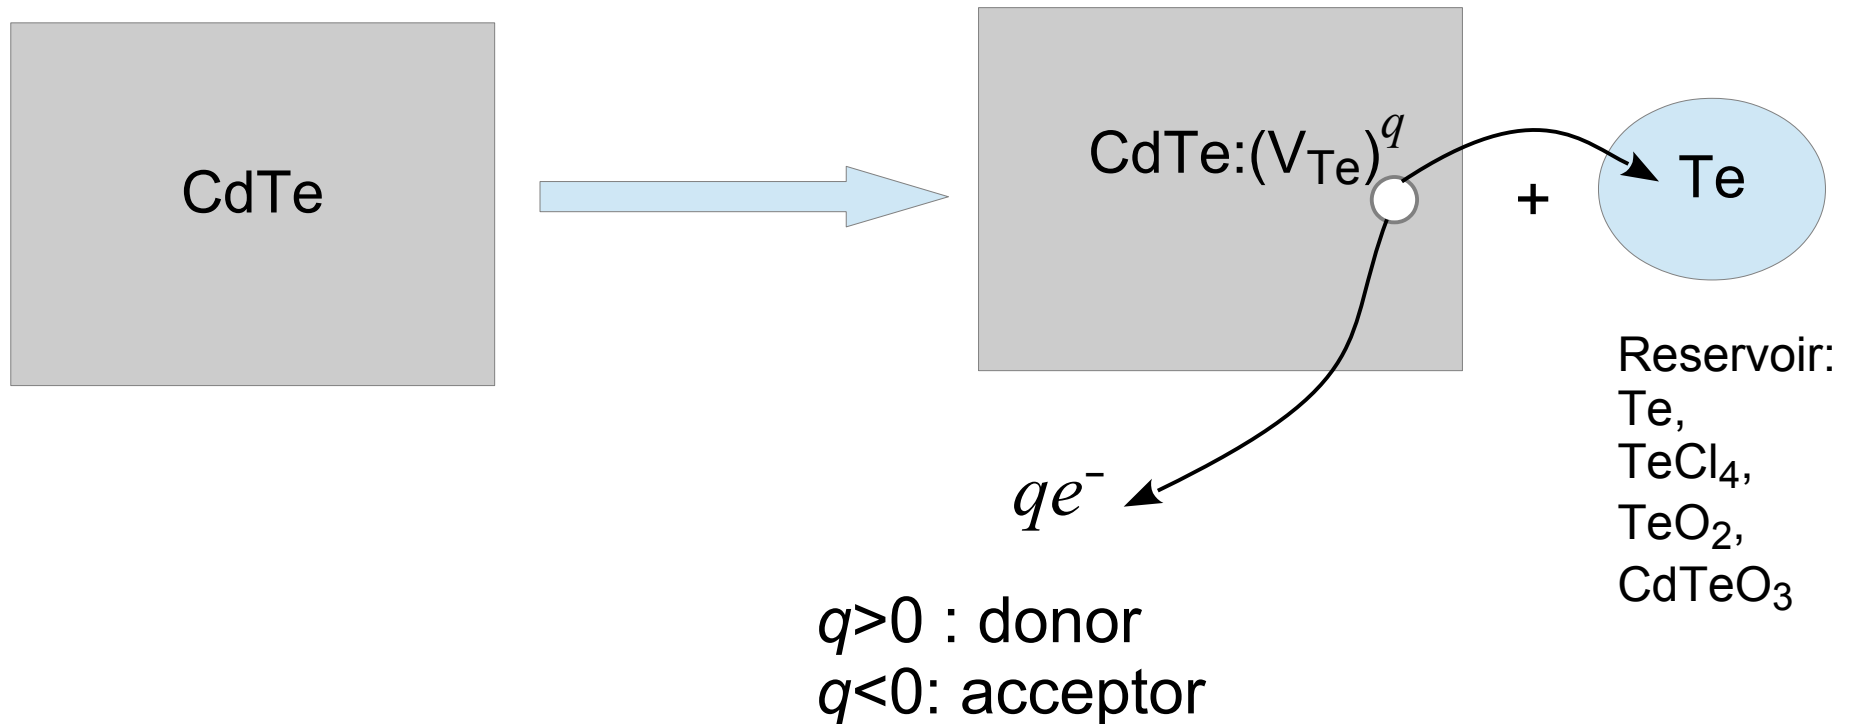 CdTe
CdTe:(V_Te)^q
+
Te
Reservoir:
Te,
TeCl₄,
TeO₂,
CdTeO₃
qe⁻
q>0 : donor
q<0: acceptor